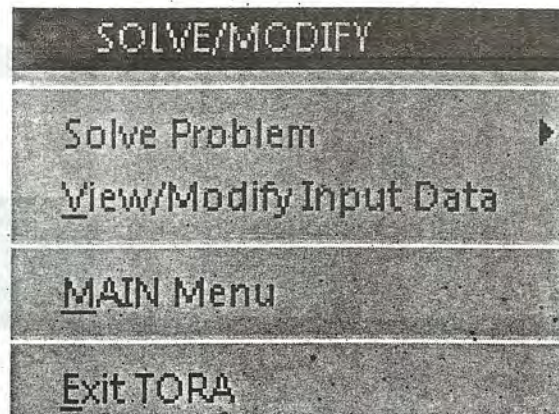 SOLVE/MODIFY
Solve Problem
View/Modify Input Data
MAIN Menu
Exit TORA